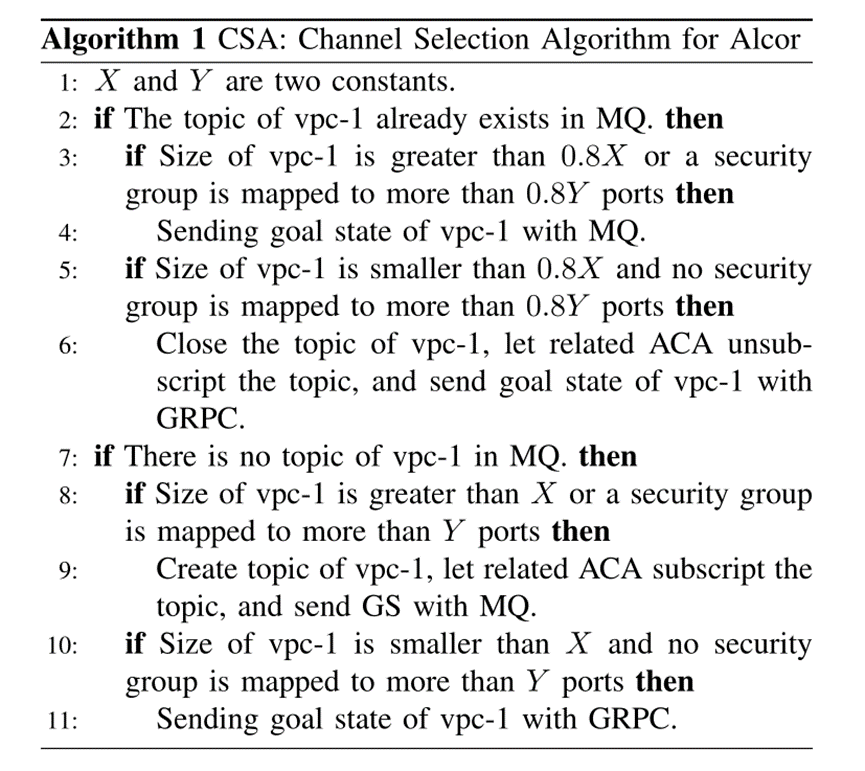 Algorithm 1 CSA: Channel Selection Algorithm for Alcor
1: X and Y are two constants.
2: if The topic of vpc-1 already exists in MQ. then
3: if Size of vpc-1 is greater than 0.8X or a security
group is mapped to more than 0.8Y ports then
4: Sending goal state of vpc-1 with MQ.
5: if Size of vpc-1 is smaller than 0.8X and no security
group is mapped to more than 0.8Y ports then
6: Close the topic of vpc-1, let related ACA unsub-
script the topic, and send goal state of vpc-1 with
GRPC.
7: if There is no topic of vpc-1 in MQ. then
8: if Size of vpc-1 is greater than X or a security group
is mapped to more than Y ports then
9: Create topic of vpc-1, let related ACA subscript the
topic, and send GS with MQ.
10: if Size of vpc-1 is smaller than X and no security
group is mapped to more than Y ports then
11: Sending goal state of vpc-1 with GRPC.